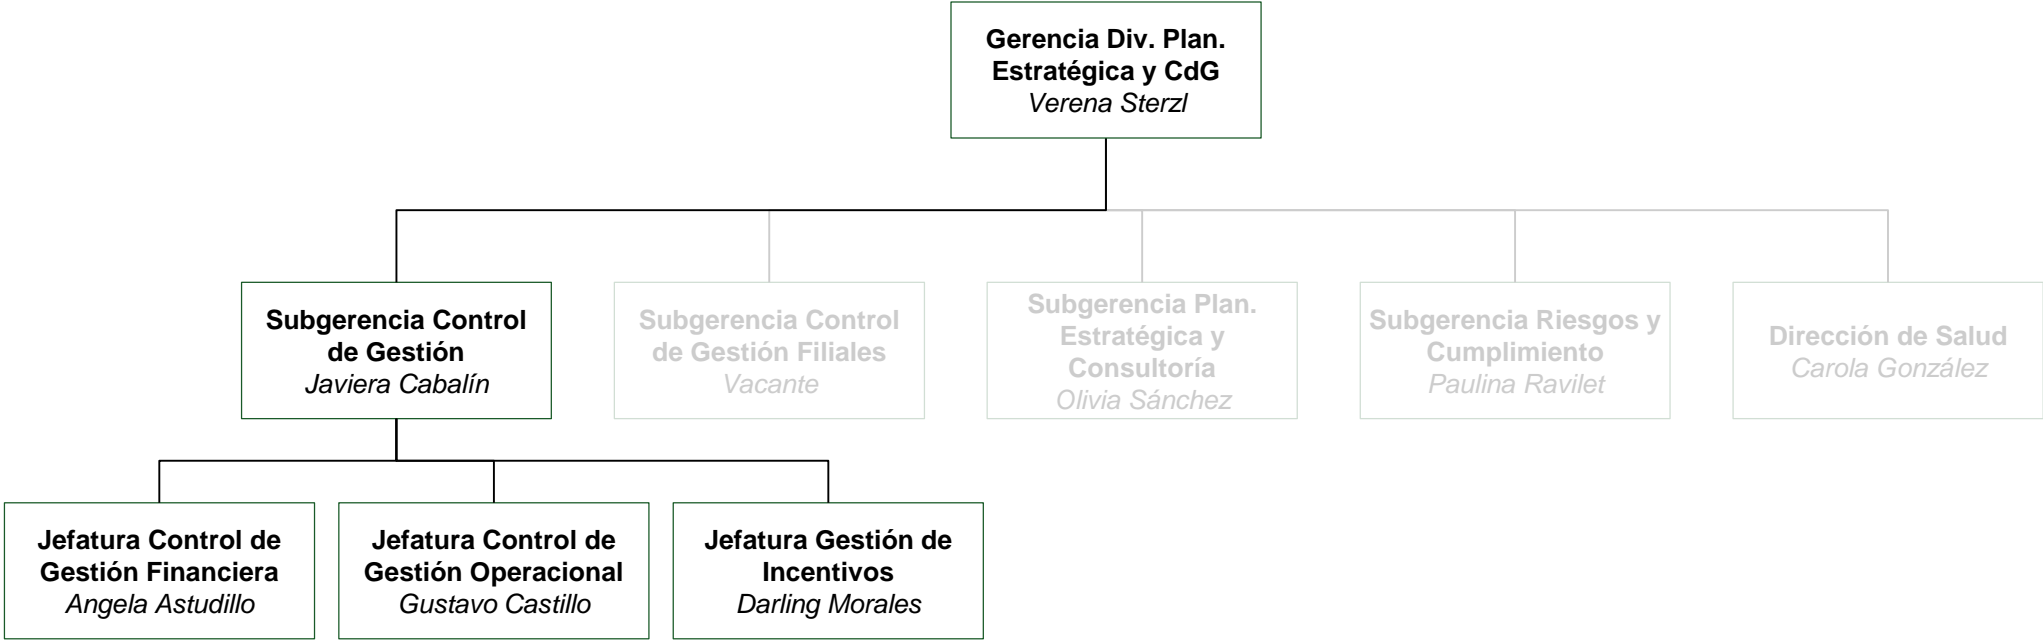 Gerencia Div. Plan.
Estratégica y CdG
Verena Sterzl
Subgerencia Control
de Gestión
Javiera Cabalín
Subgerencia Control
de Gestión Filiales
Vacante
Subgerencia Plan.
Estratégica y
Consultoría
Olivia Sánchez
Subgerencia Riesgos y
Cumplimiento
Paulina Ravilet
Dirección de Salud
Carola González
Jefatura Control de
Gestión Financiera
Angela Astudillo
Jefatura Control de
Gestión Operacional
Gustavo Castillo
Jefatura Gestión de
Incentivos
Darling Morales